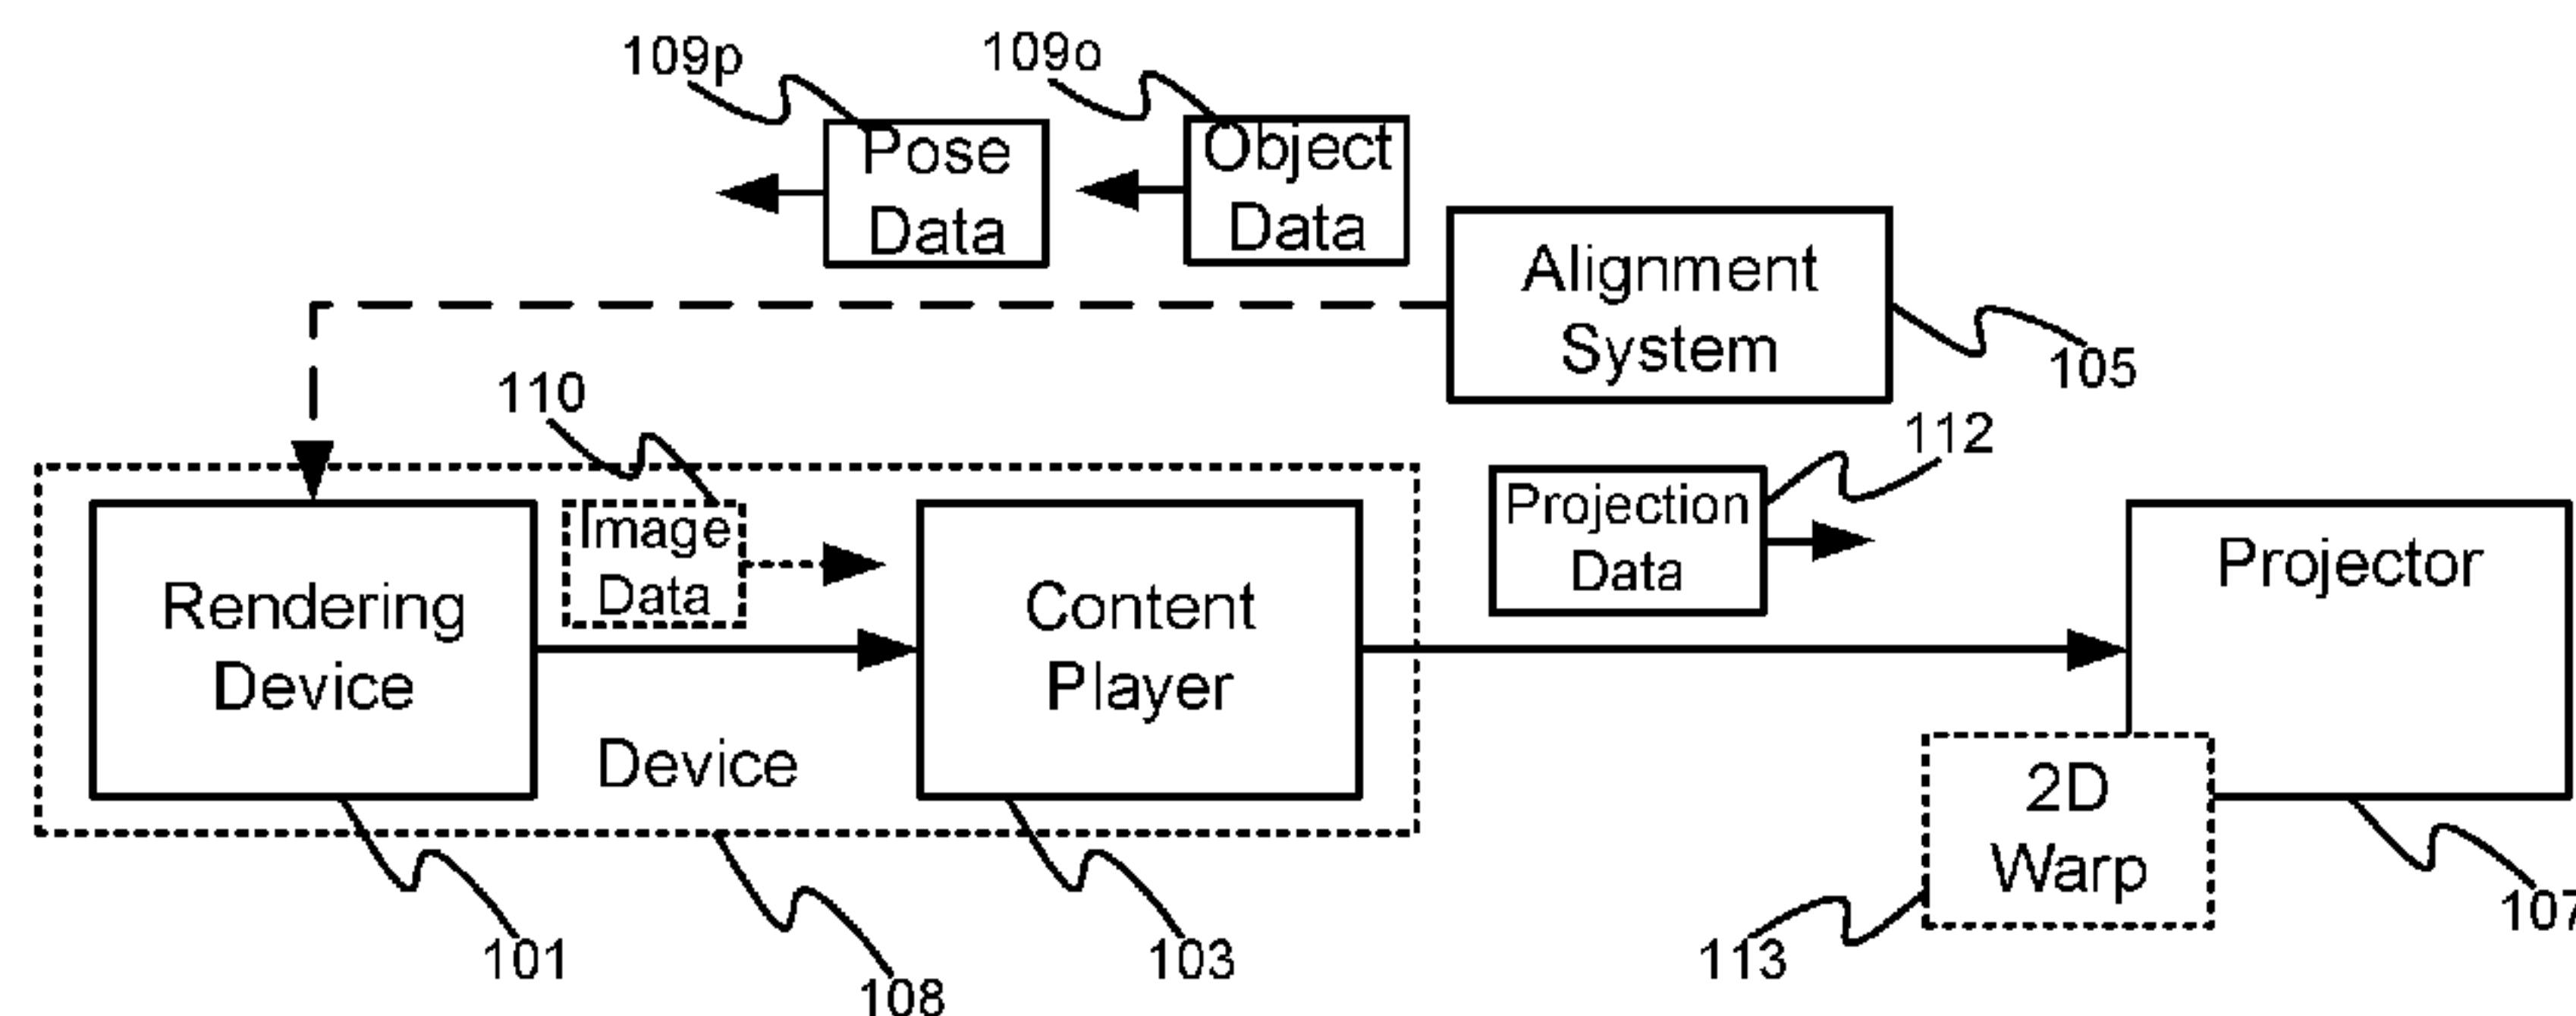 109p
109o
Pose
Data
Object
Data
Alignment
System
105
110
112
Image
Data
Projection
Data
Rendering
Device
Content
Player
Projector
Device
2D
Warp
101
108
103
113
107